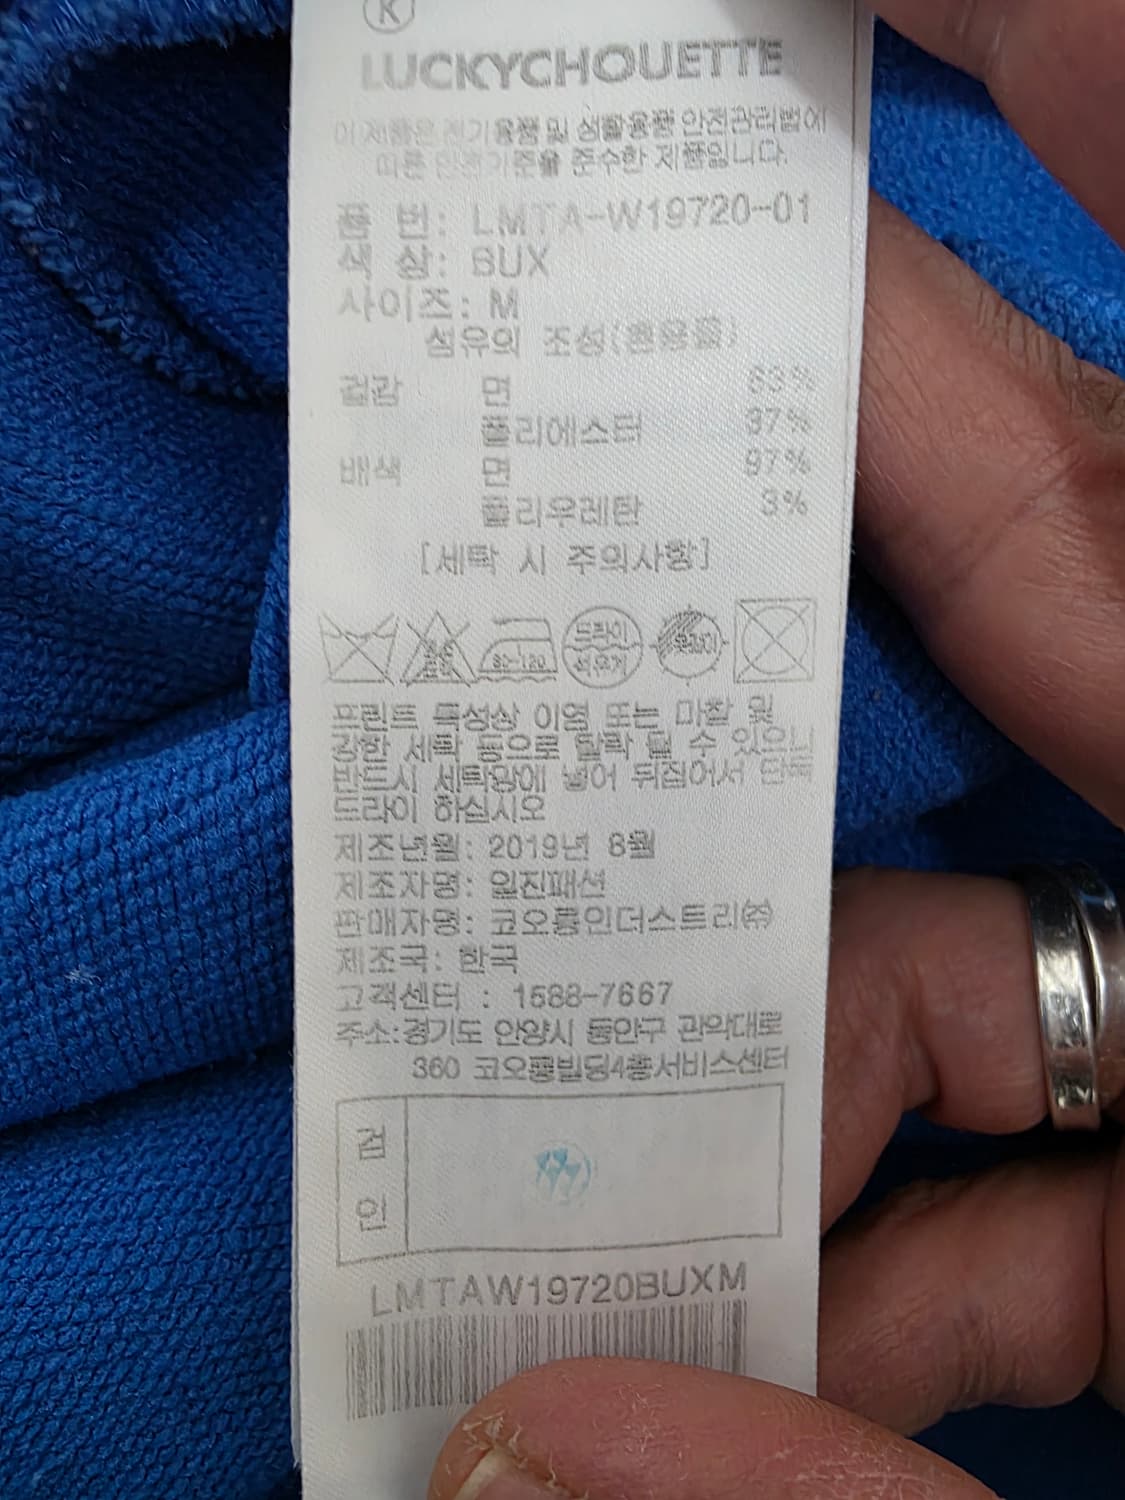 K
LUCKYCHOUETTE
이 제품은 전기용품 및 생활용품 안전관리법에
따른 안전기준을 준수한 제품입니다.
품 번: LMTA-W19720-01
색 상: BUX
사이즈: M
섬유의 조성(혼용율)
겉감 면 63%
폴리에스터 37%
배색 면 97%
폴리우레탄 3%
[세탁 시 주의사항]
80-120 드라이 석유계
프린트 특성상 이염 또는 마찰 및
강한 세탁 등으로 탈락 될 수 있으니
반드시 세탁망에 넣어 뒤집어서 단독
드라이 하십시오
제조년월: 2019년 8월
제조자명: 일진패션
판매자명: 코오롱인더스트리㈜
제조국: 한국
고객센터 : 1588-7667
주소:경기도 안양시 동안구 관악대로
360 코오롱빌딩4층서비스센터
검
인
LMTAW19720BUXM